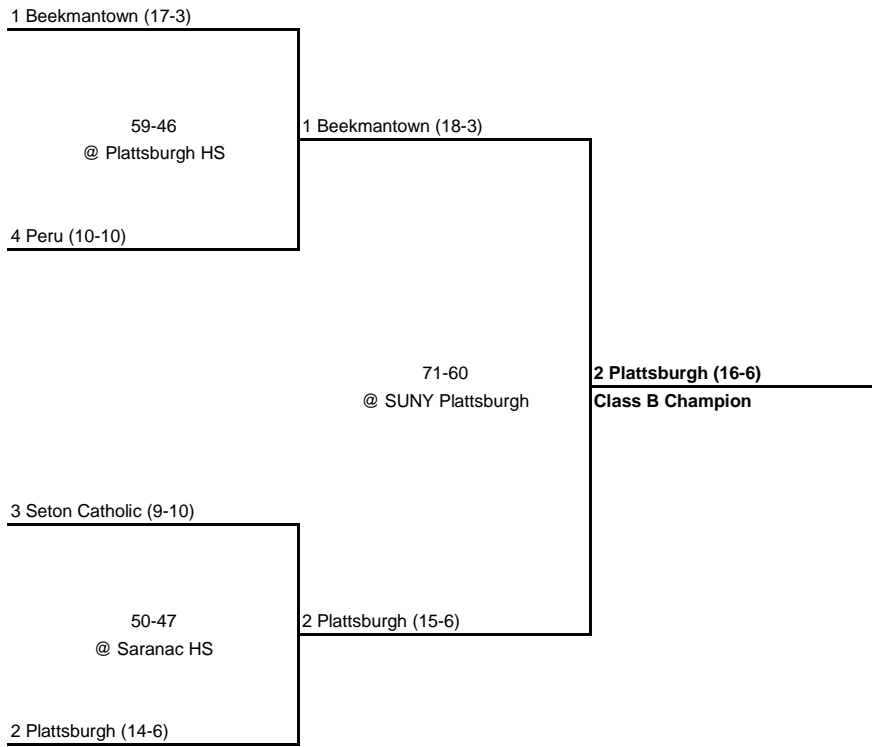 1 Beekmantown (17-3)
59-46
@ Plattsburgh HS
1 Beekmantown (18-3)
4 Peru (10-10)
71-60
@ SUNY Plattsburgh
2 Plattsburgh (16-6)
Class B Champion
3 Seton Catholic (9-10)
50-47
@ Saranac HS
2 Plattsburgh (15-6)
2 Plattsburgh (14-6)